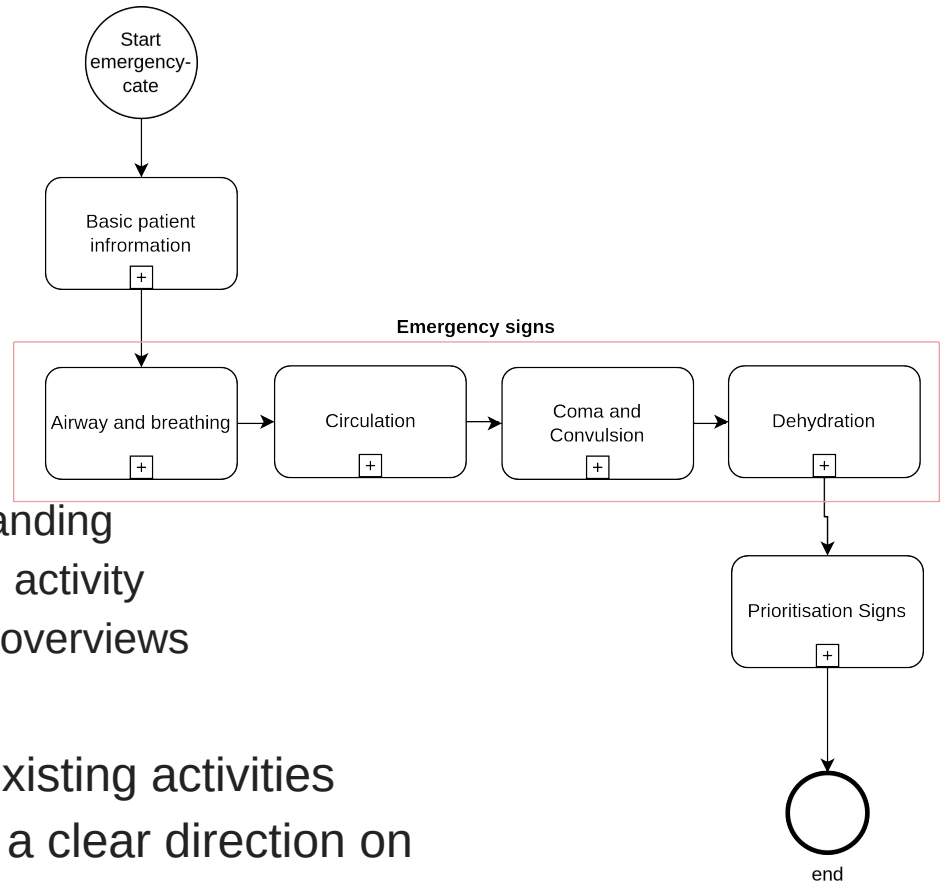 Start
emergency-
cate
Basic patient
infrormation
+
Emergency signs
Airway and breathing
+
Circulation
+
Coma and
Convulsion
+
Dehydration
+
anding
activity
overviews
Prioritisation Signs
+
xisting activities
a clear direction on
end